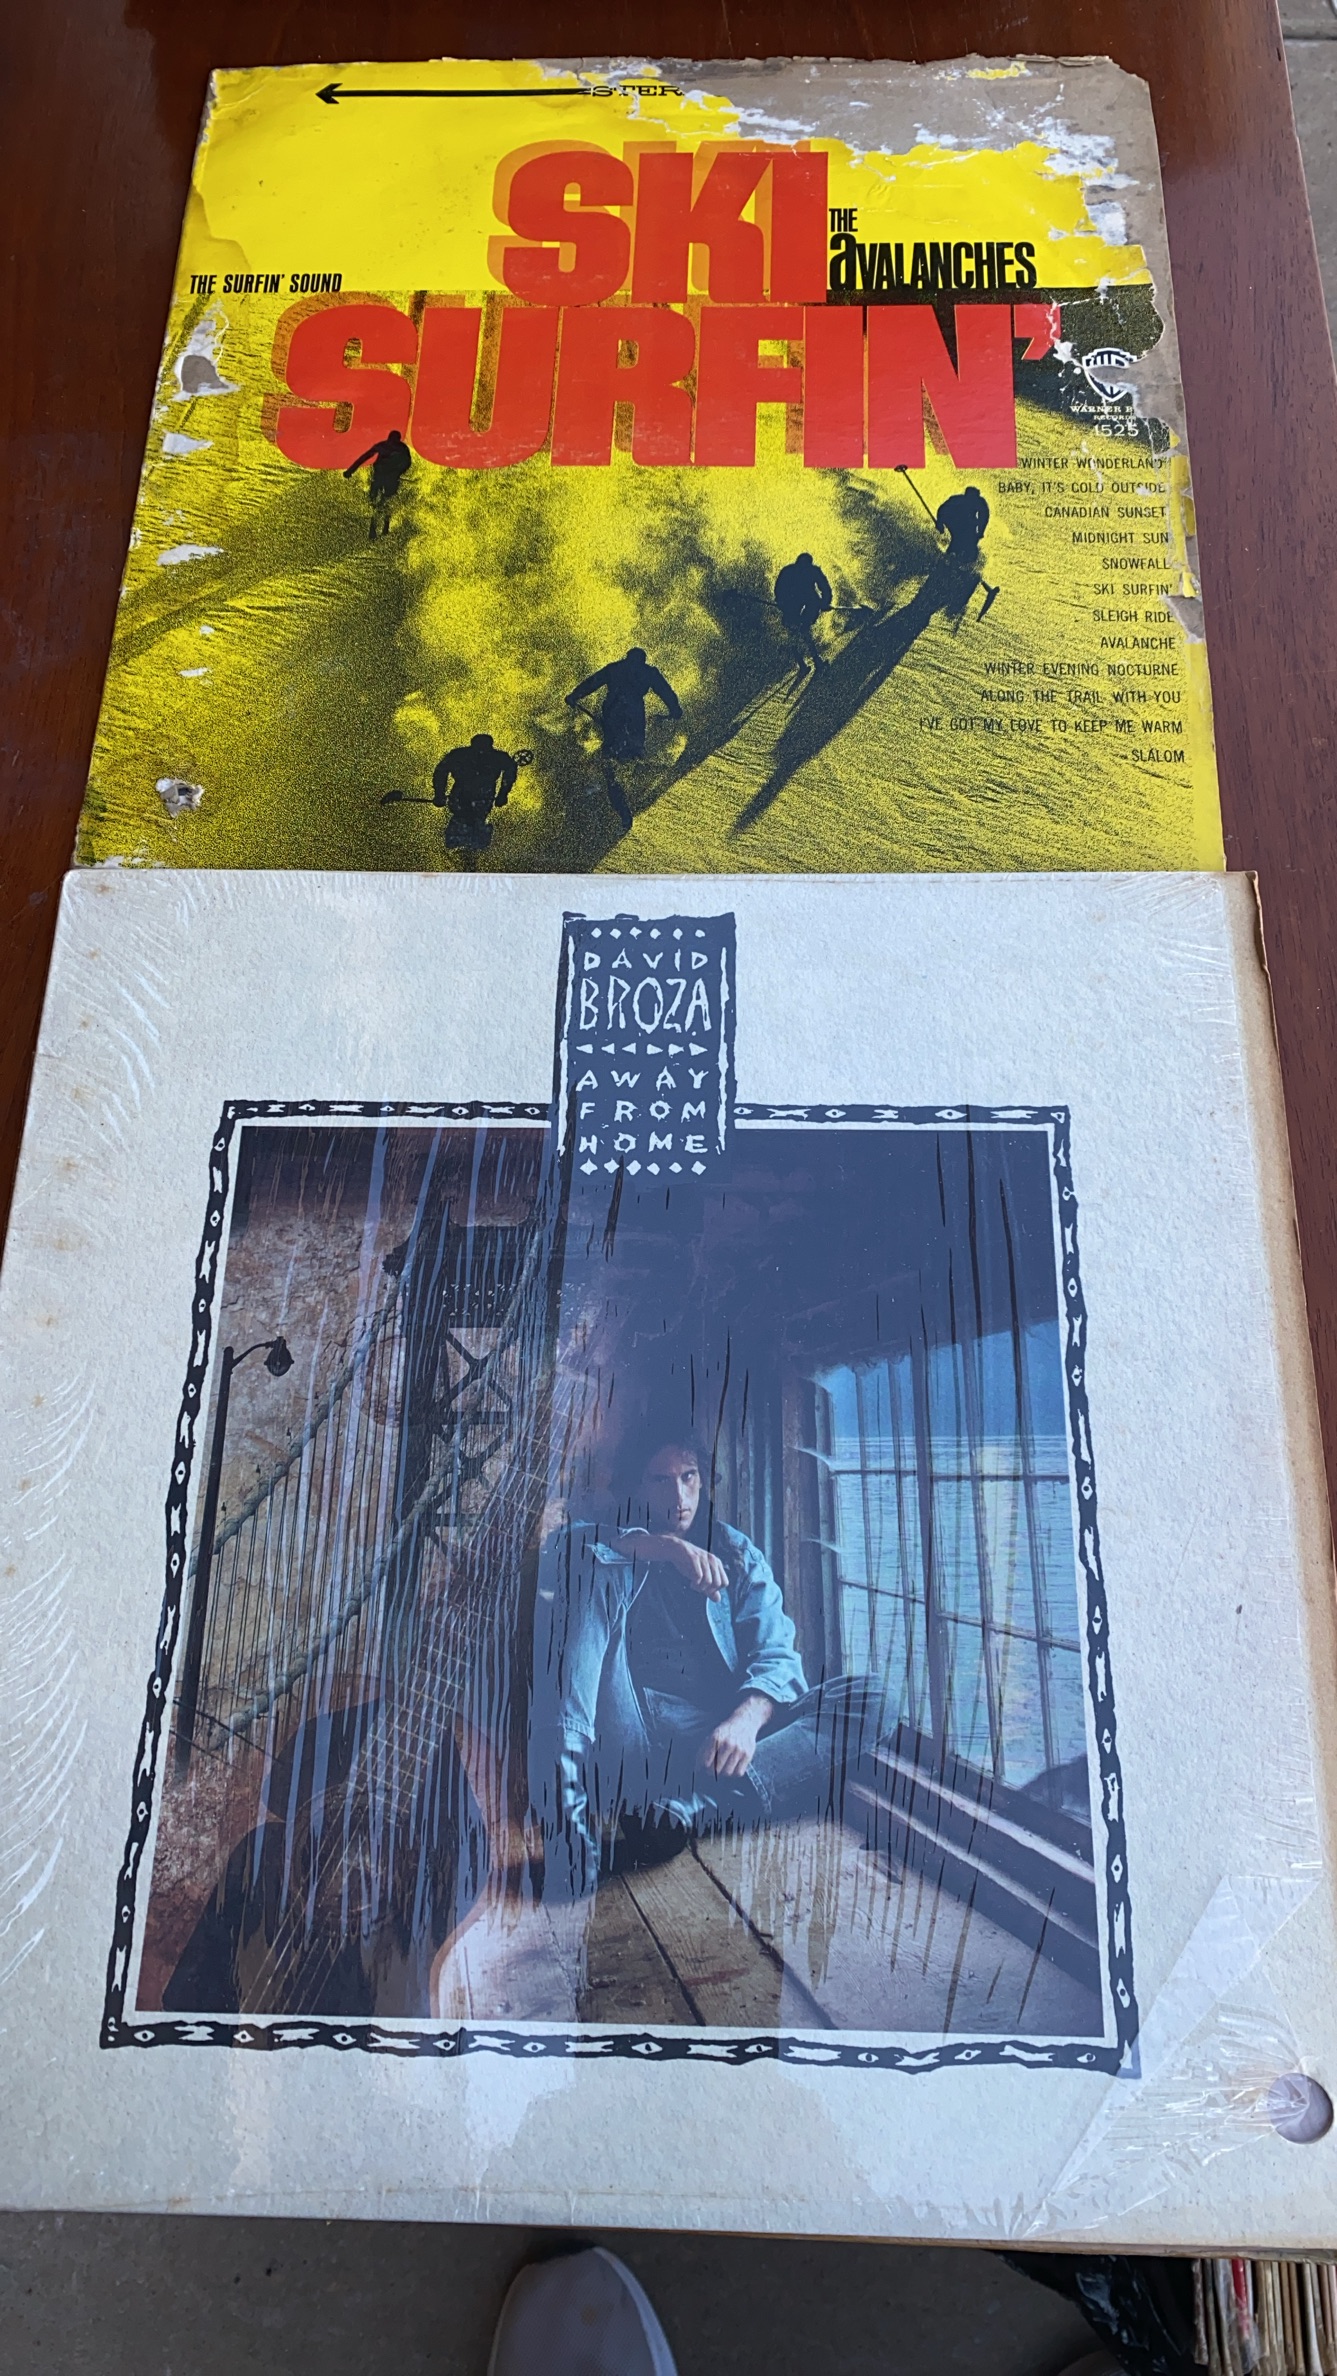 STER
SKI
THE
AVALANCHES
THE SURFIN' SOUND
SURFIN'
WARNER B
RECORDS
1525
WINTER WONDERLAND
BABY, IT'S COLD OUTSIDE
CANADIAN SUNSET
MIDNIGHT SUN
SNOWFALL
SKI SURFIN'
SLEIGH RIDE
AVALANCHE
WINTER EVENING NOCTURNE
ALONG THE TRAIL WITH YOU
I'VE GOT MY LOVE TO KEEP ME WARM
SLALOM
DAVID
BROZA
AWAY
FROM
HOME